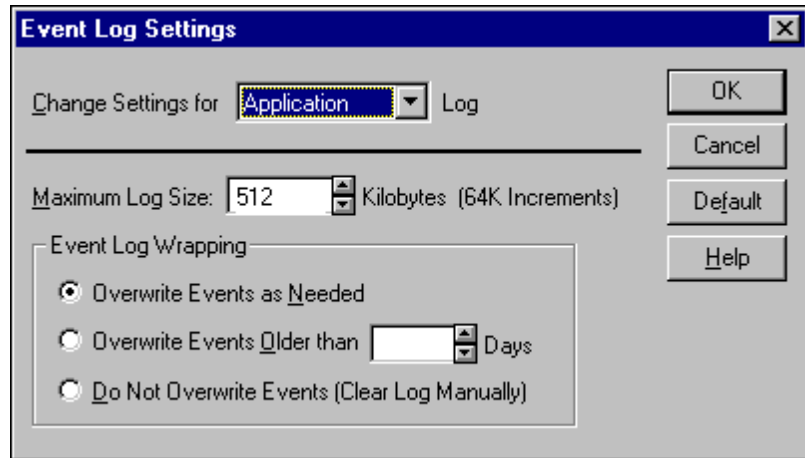 Event Log Settings
Change Settings for Application Log
OK
Cancel
Maximum Log Size: 512 Kilobytes (64K Increments)
Default
Event Log Wrapping
Help
Overwrite Events as Needed
Overwrite Events Older than Days
Do Not Overwrite Events (Clear Log Manually)